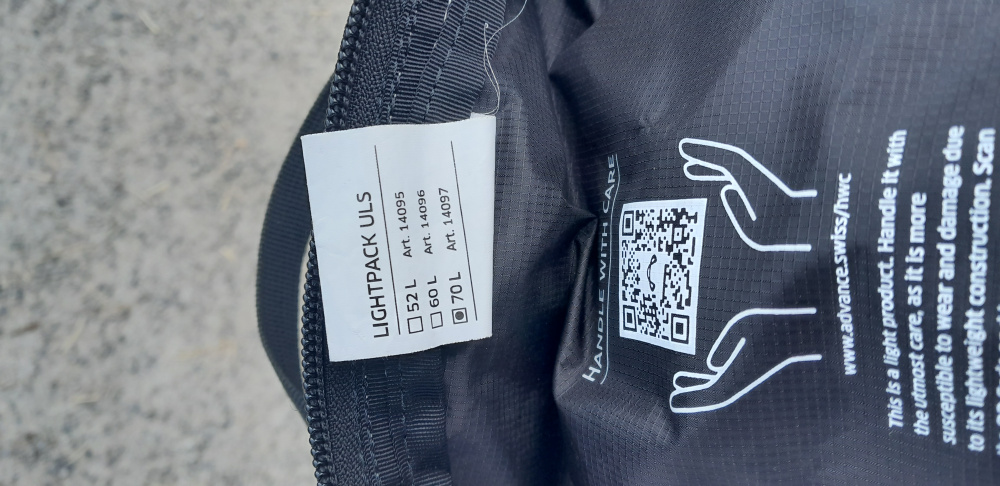 LIGHTPACK ULS
52 L Art. 14095
60 L Art. 14096
70 L Art. 14097
HANDLE WITH CARE
www.advance.swiss/hwc
This is a light product. Handle it with
the utmost care, as it is more
susceptible to wear and damage due
to its lightweight construction. Scan